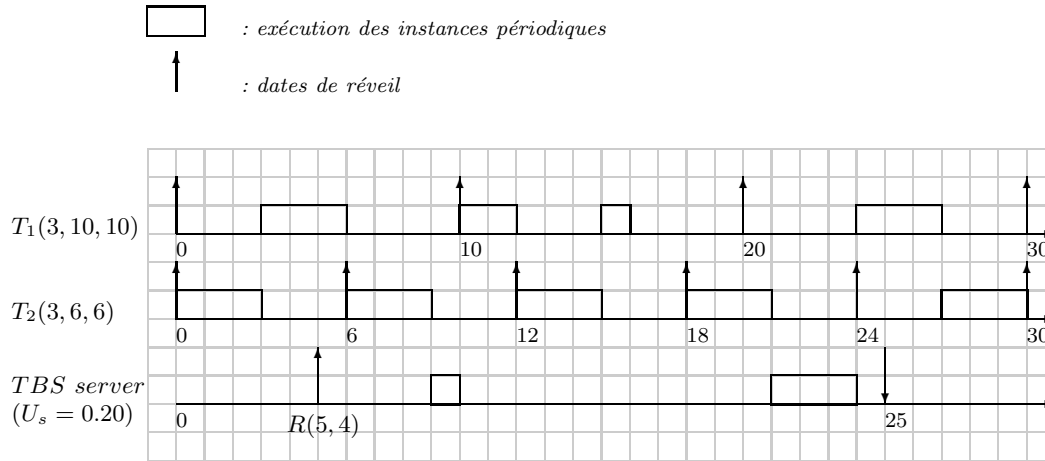 : exécution des instances périodiques
: dates de réveil
T1(3, 10, 10)
0 10 20 30
T2(3, 6, 6)
0 6 12 18 24 30
TBS server
(Us = 0.20)
0 R(5, 4) 25